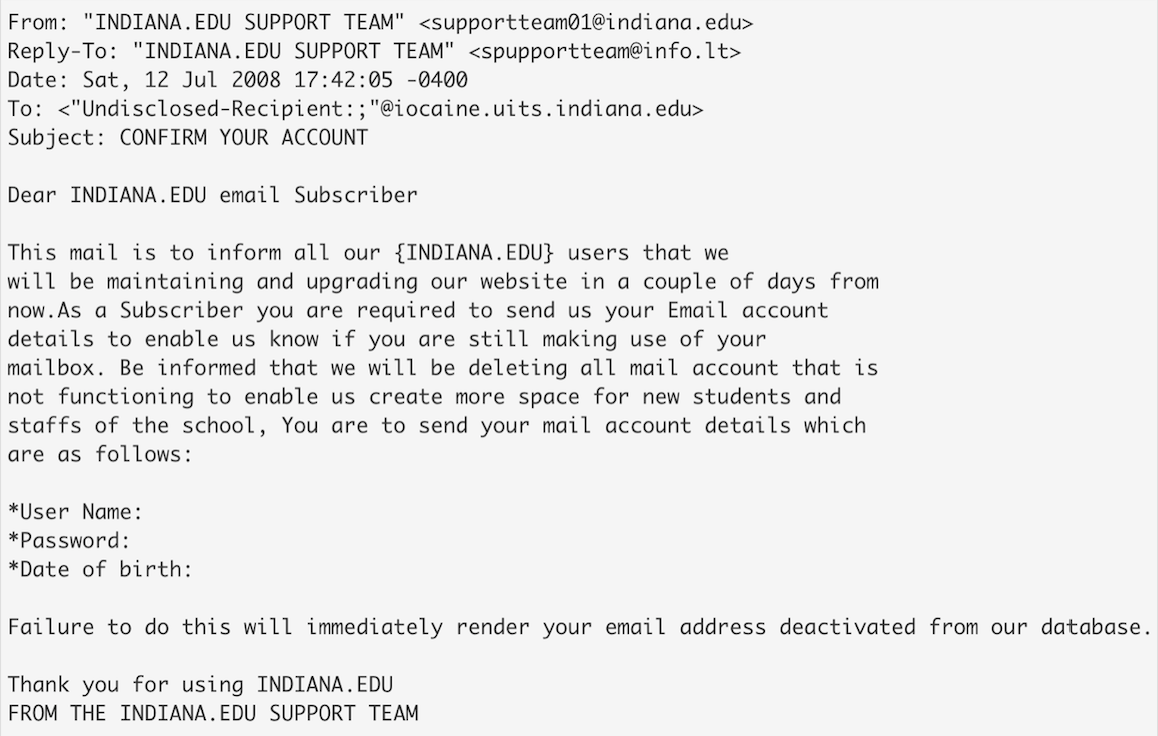 From: "INDIANA.EDU SUPPORT TEAM" <supportteam01@indiana.edu>
Reply-To: "INDIANA.EDU SUPPORT TEAM" <spupportteam@info.lt>
Date: Sat, 12 Jul 2008 17:42:05 -0400
To: <"Undisclosed-Recipient:;"@iocaine.uits.indiana.edu>
Subject: CONFIRM YOUR ACCOUNT
Dear INDIANA.EDU email Subscriber
This mail is to inform all our {INDIANA.EDU} users that we
will be maintaining and upgrading our website in a couple of days from
now.As a Subscriber you are required to send us your Email account
details to enable us know if you are still making use of your
mailbox. Be informed that we will be deleting all mail account that is
not functioning to enable us create more space for new students and
staffs of the school, You are to send your mail account details which
are as follows:
*User Name:
*Password:
*Date of birth:
Failure to do this will immediately render your email address deactivated from our database.
Thank you for using INDIANA.EDU
FROM THE INDIANA.EDU SUPPORT TEAM